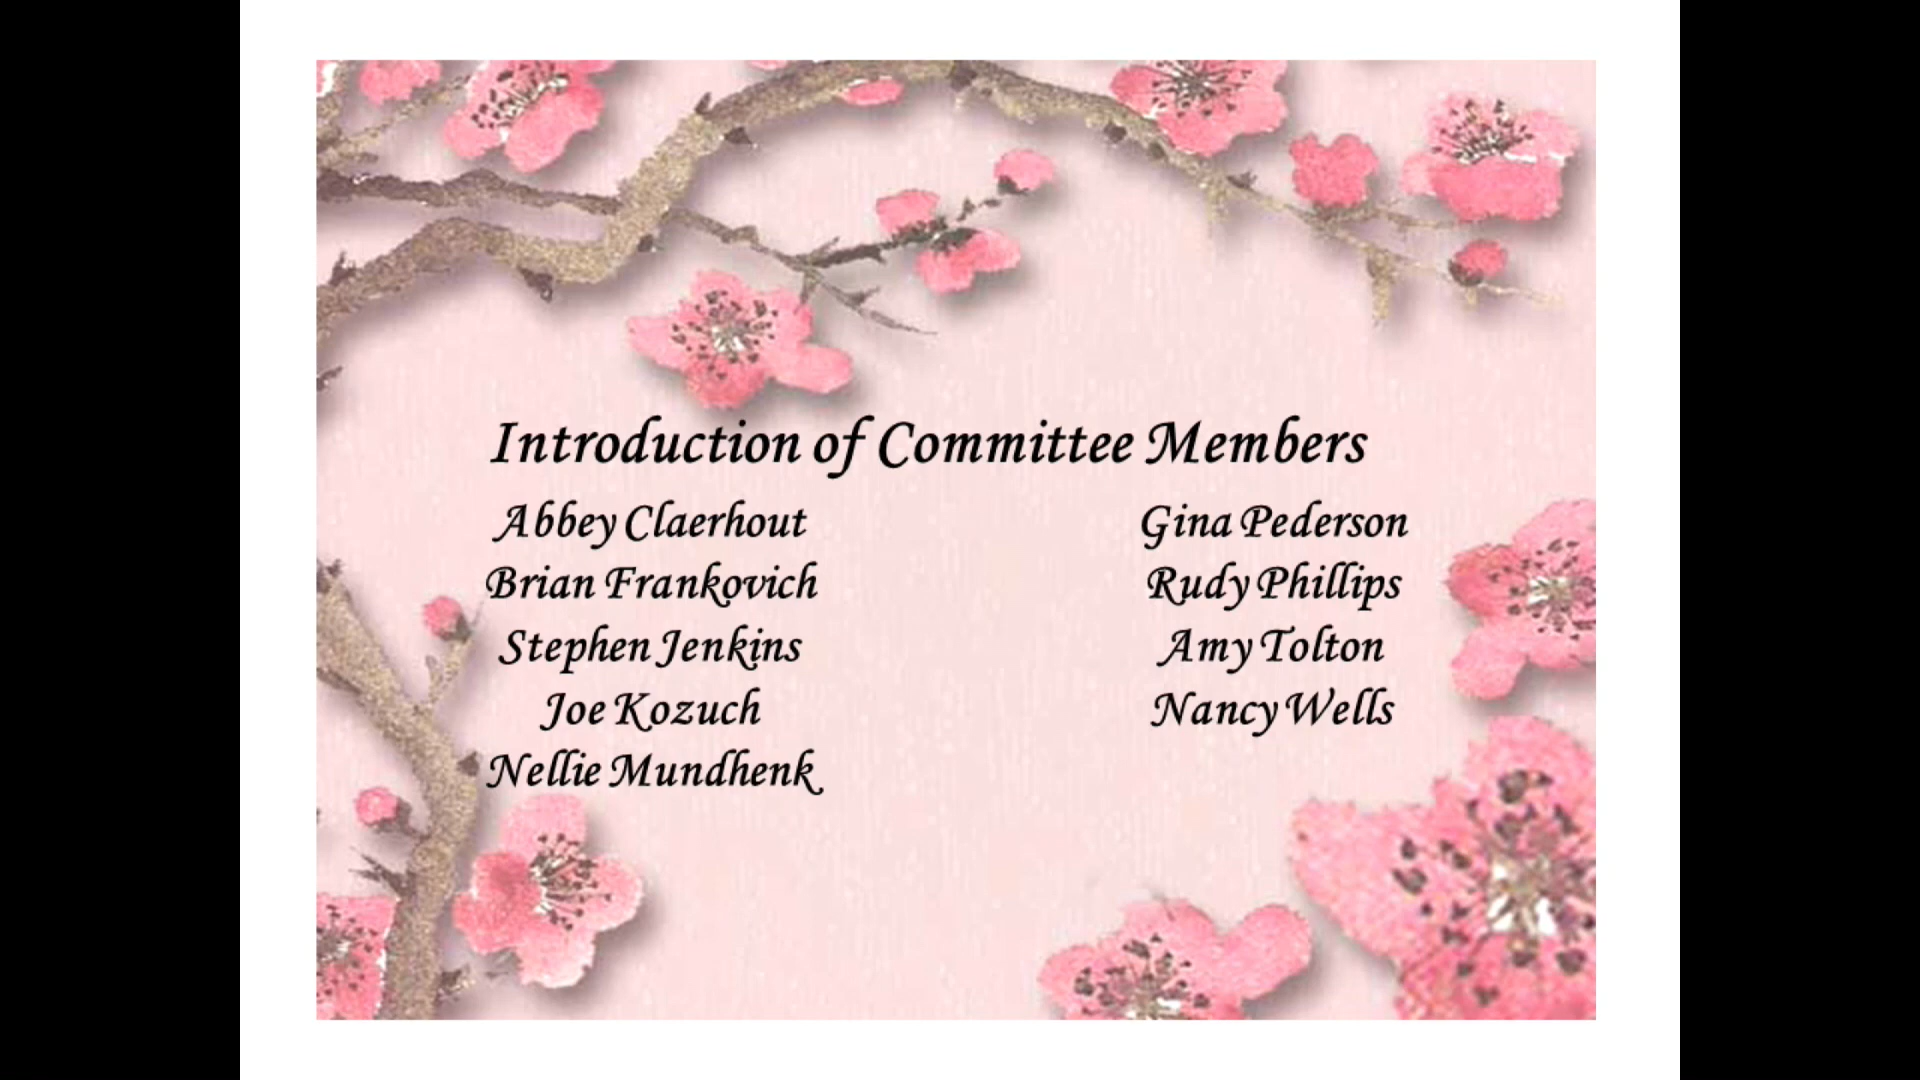 Introduction of Committee Members
Abbey Claerhout
Brian Frankovich
Stephen Jenkins
Joe Kozuch
Nellie Mundhenk
Gina Pederson
Rudy Phillips
Amy Tolton
Nancy Wells